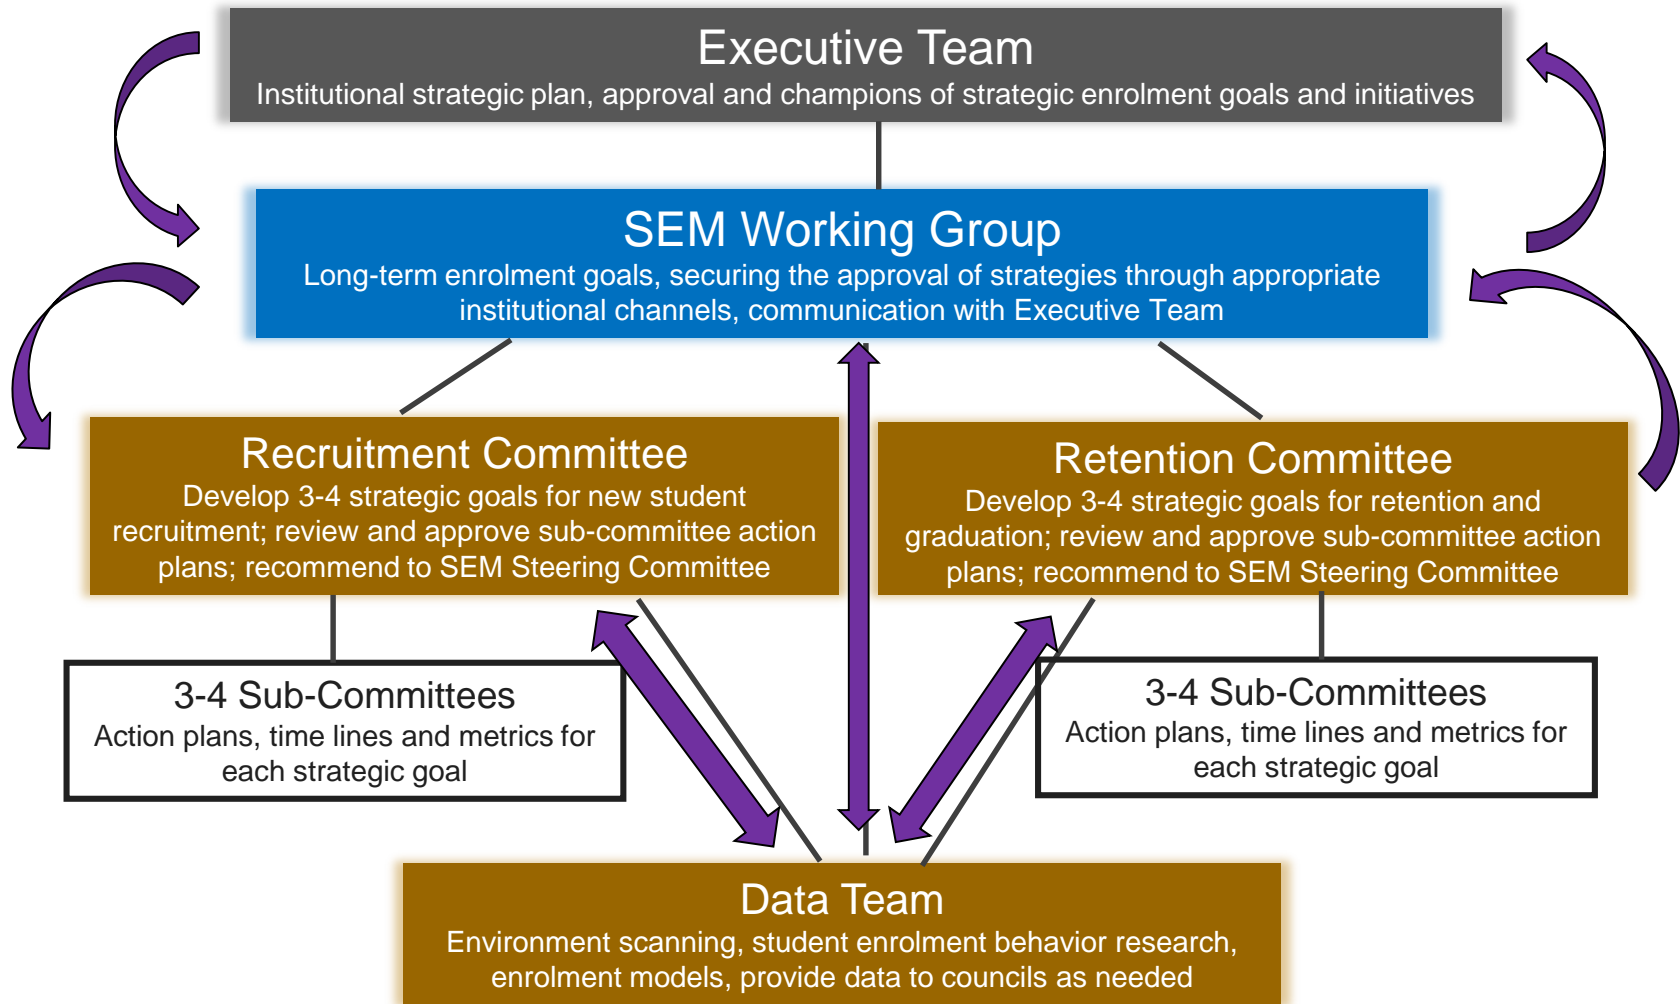 Executive Team
Institutional strategic plan, approval and champions of strategic enrolment goals and initiatives
SEM Working Group
Long-term enrolment goals, securing the approval of strategies through appropriate
institutional channels, communication with Executive Team
Recruitment Committee
Develop 3-4 strategic goals for new student
recruitment; review and approve sub-committee action
plans; recommend to SEM Steering Committee
Retention Committee
Develop 3-4 strategic goals for retention and
graduation; review and approve sub-committee action
plans; recommend to SEM Steering Committee
3-4 Sub-Committees
Action plans, time lines and metrics for
each strategic goal
3-4 Sub-Committees
Action plans, time lines and metrics for
each strategic goal
Data Team
Environment scanning, student enrolment behavior research,
enrolment models, provide data to councils as needed